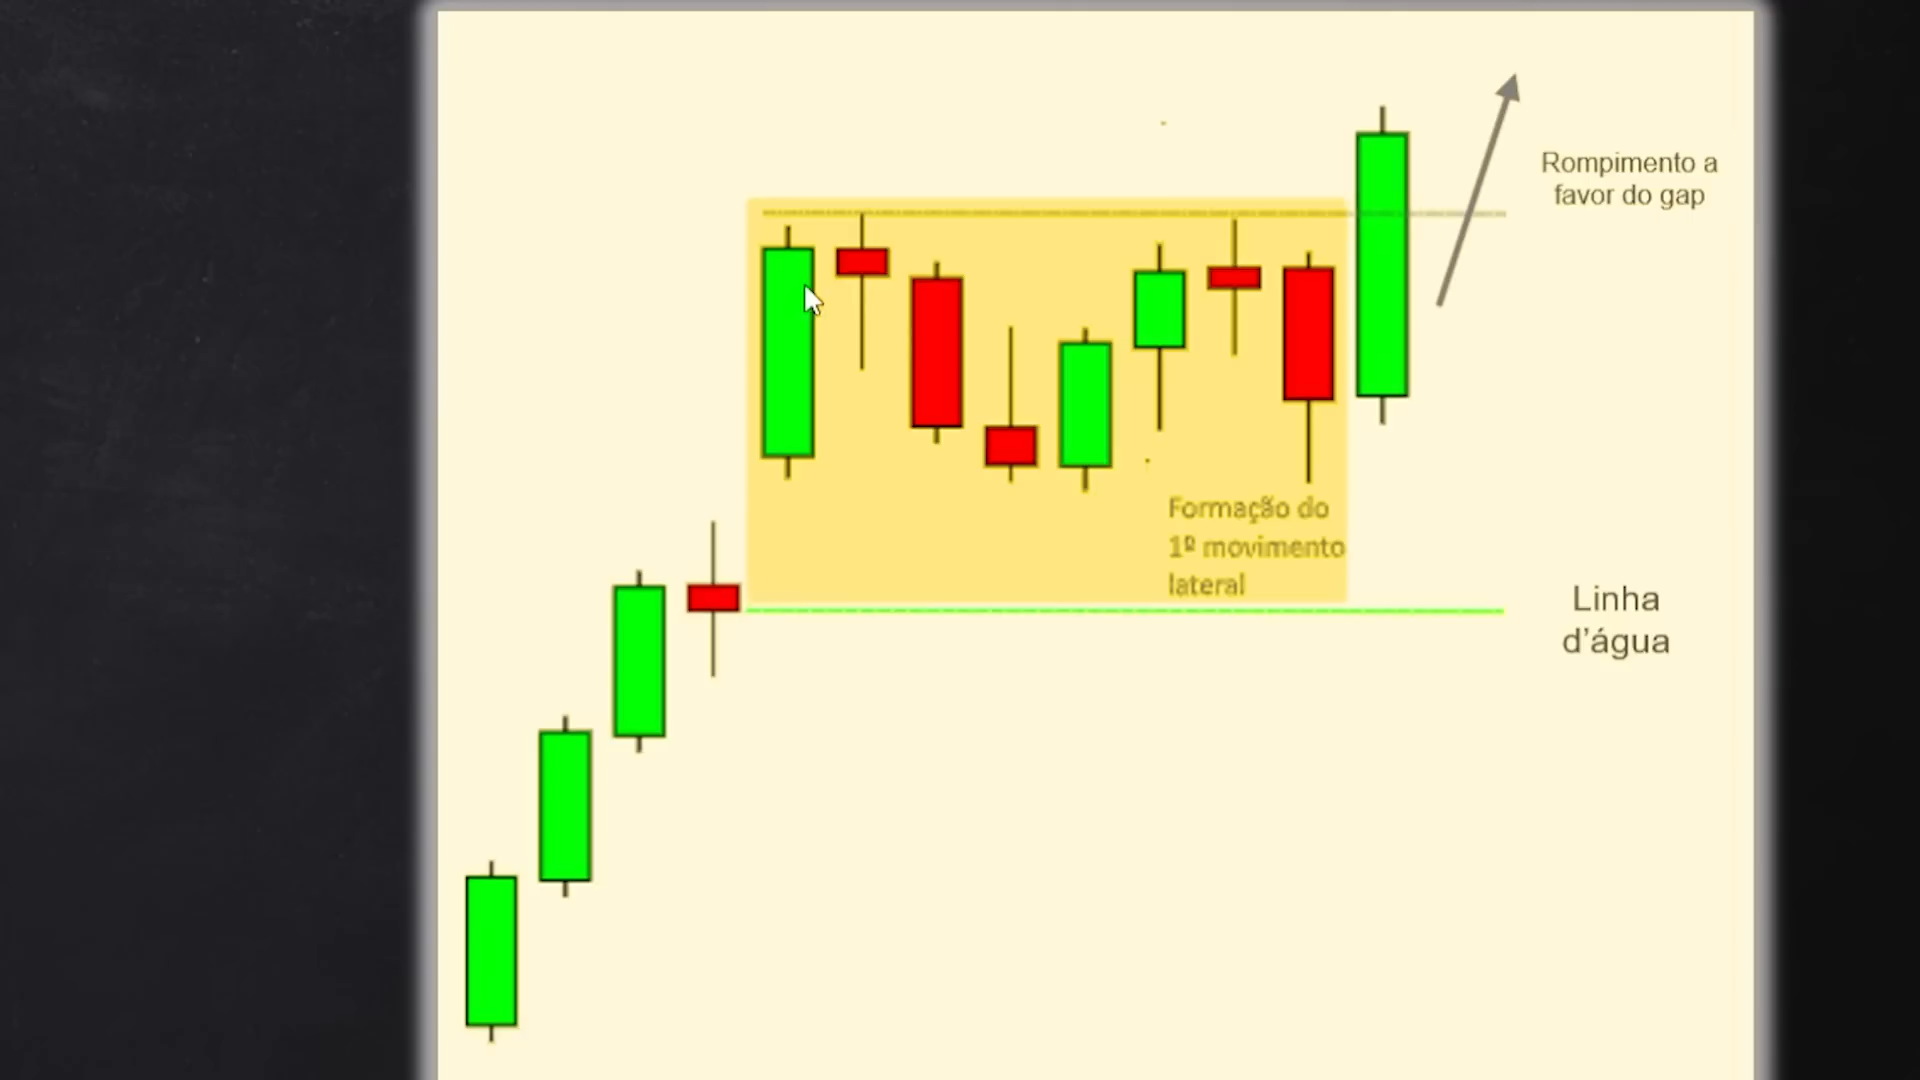 Rompimento a
favor do gap
Formação do
1º movimento
lateral
Linha
d’água